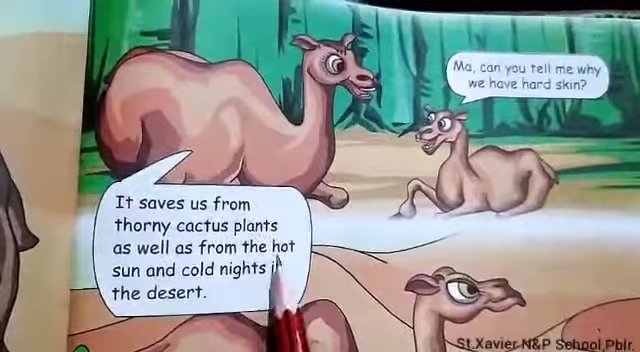 Ma, can you tell me why
we have hard skin?
It saves us from
thorny cactus plants
as well as from the hot
sun and cold nights
the desert.
St.Xavier N&P School,Pblr.